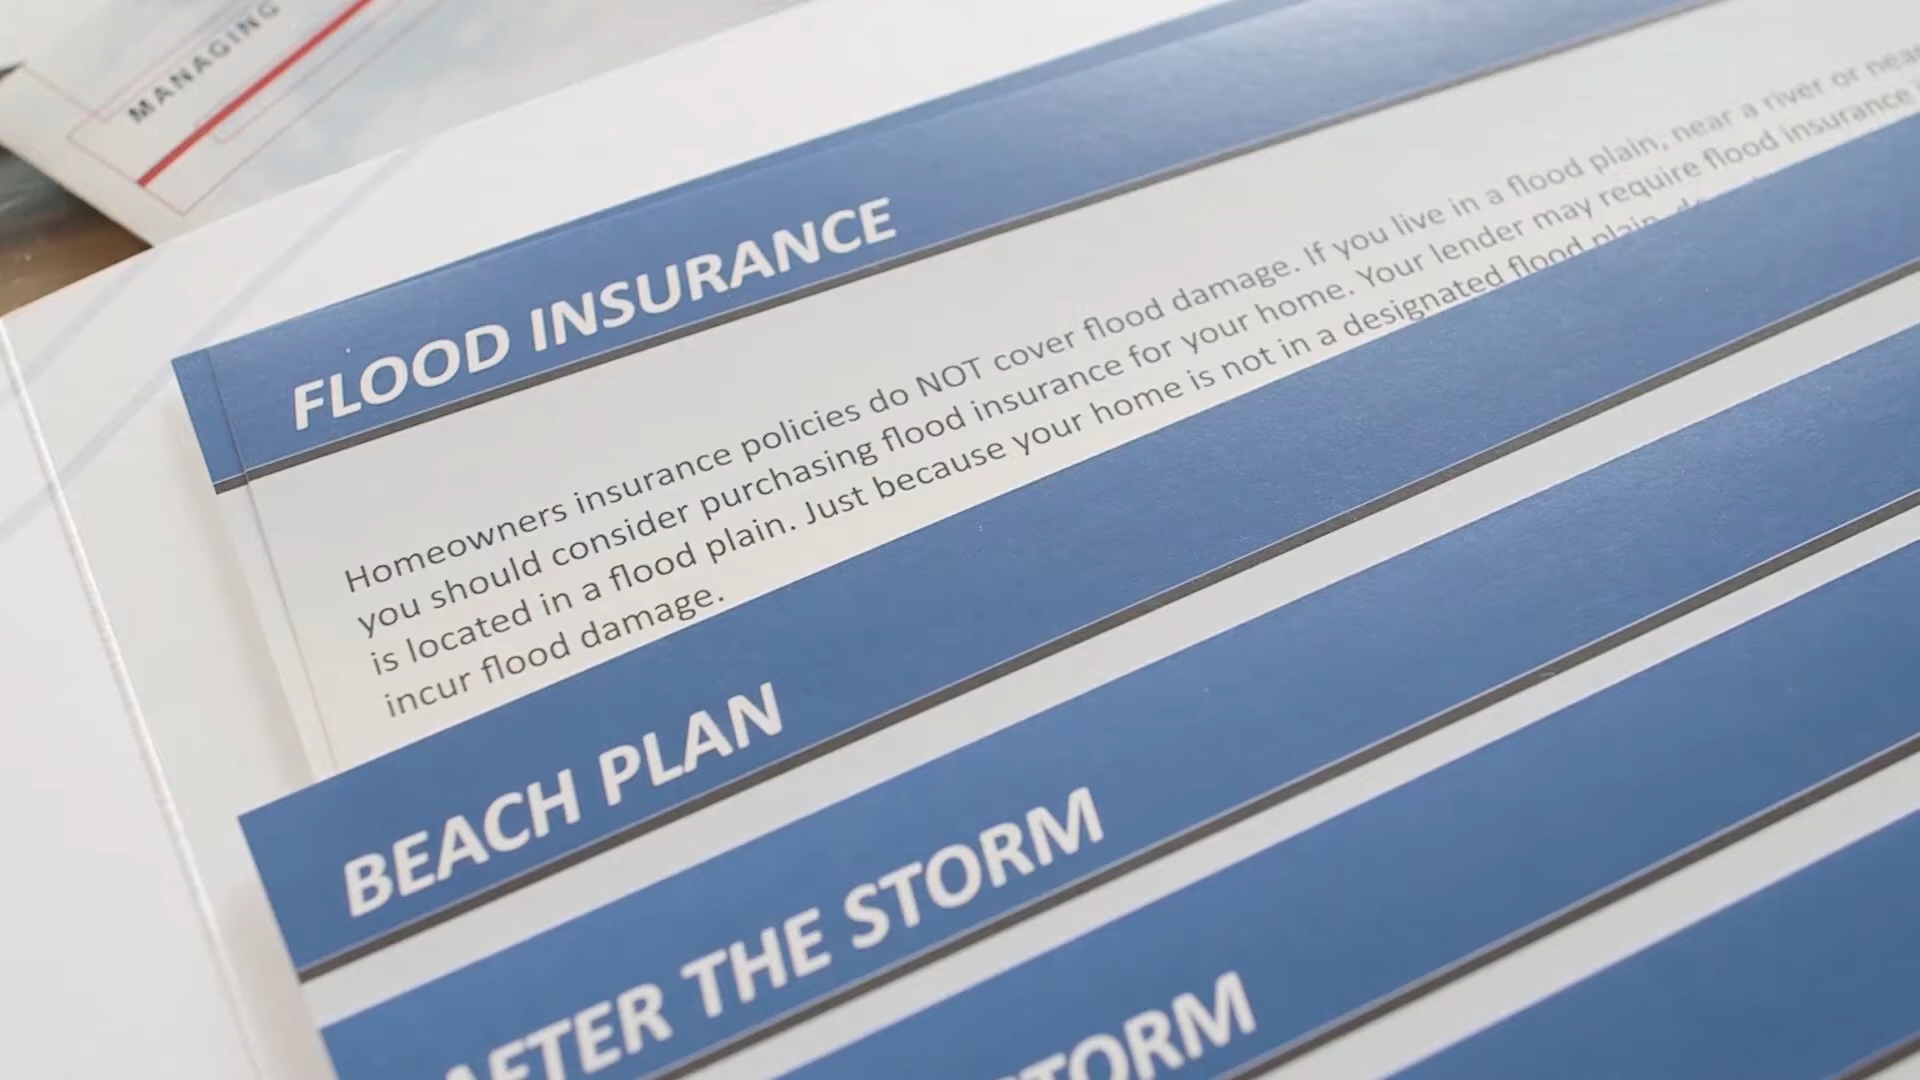 MANAGING
FLOOD INSURANCE
Homeowners insurance policies do NOT cover flood damage. If you live in a flood plain, near a river or near
you should consider purchasing flood insurance for your home. Your lender may require flood insurance
is located in a flood plain. Just because your home is not in a designated flood plain,
incur flood damage.
BEACH PLAN
AFTER THE STORM
STORM